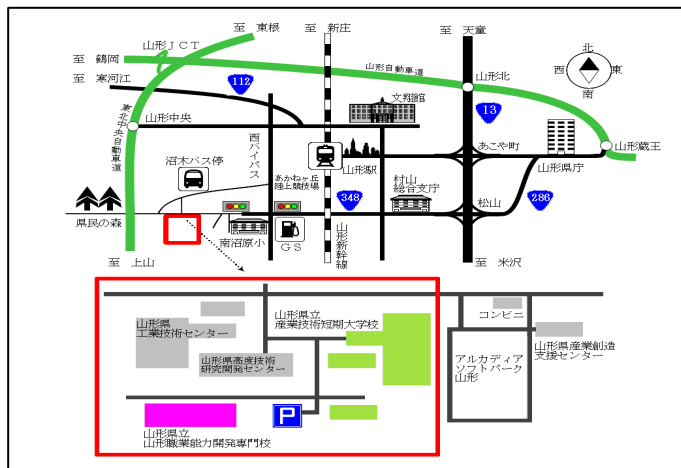 至 東根
至 新庄
至 天童
山形ＪＣＴ
至 鶴岡
至 寒河江
112
山形自動車道
山形北
北
西
東
南
文翔館
13
東北中央自動車道
山形中央
西バイパス
沼木バス停
あかねヶ丘
陸上競技場
山形駅
あこや町
山形県庁
山形蔵王
村山
総合支庁
348
松山
286
県民の森
南沼原小
ＧＳ
山形新幹線
至 上山
至 米沢
山形県
工業技術センター
山形県立
産業技術短期大学校
山形県高度技術
研究開発センター
コンビニ
アルカディア
ソフトパーク
山形
山形県産業創造
支援センター
P
山形県立
山形職業能力開発専門校